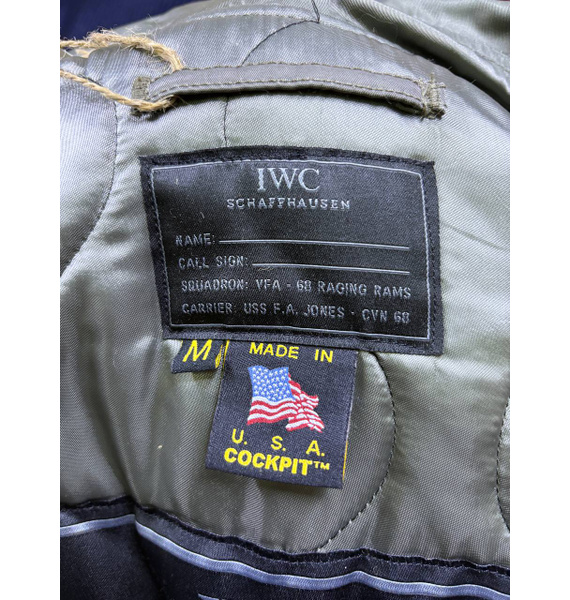 IWC
SCHAFFHAUSEN
NAME:
CALL SIGN:
SQUADRON: VFA - 68 RAGING RAMS
CARRIER: USS F.A. JONES - CVN 68
M
MADE IN
U. S. A.
COCKPIT™